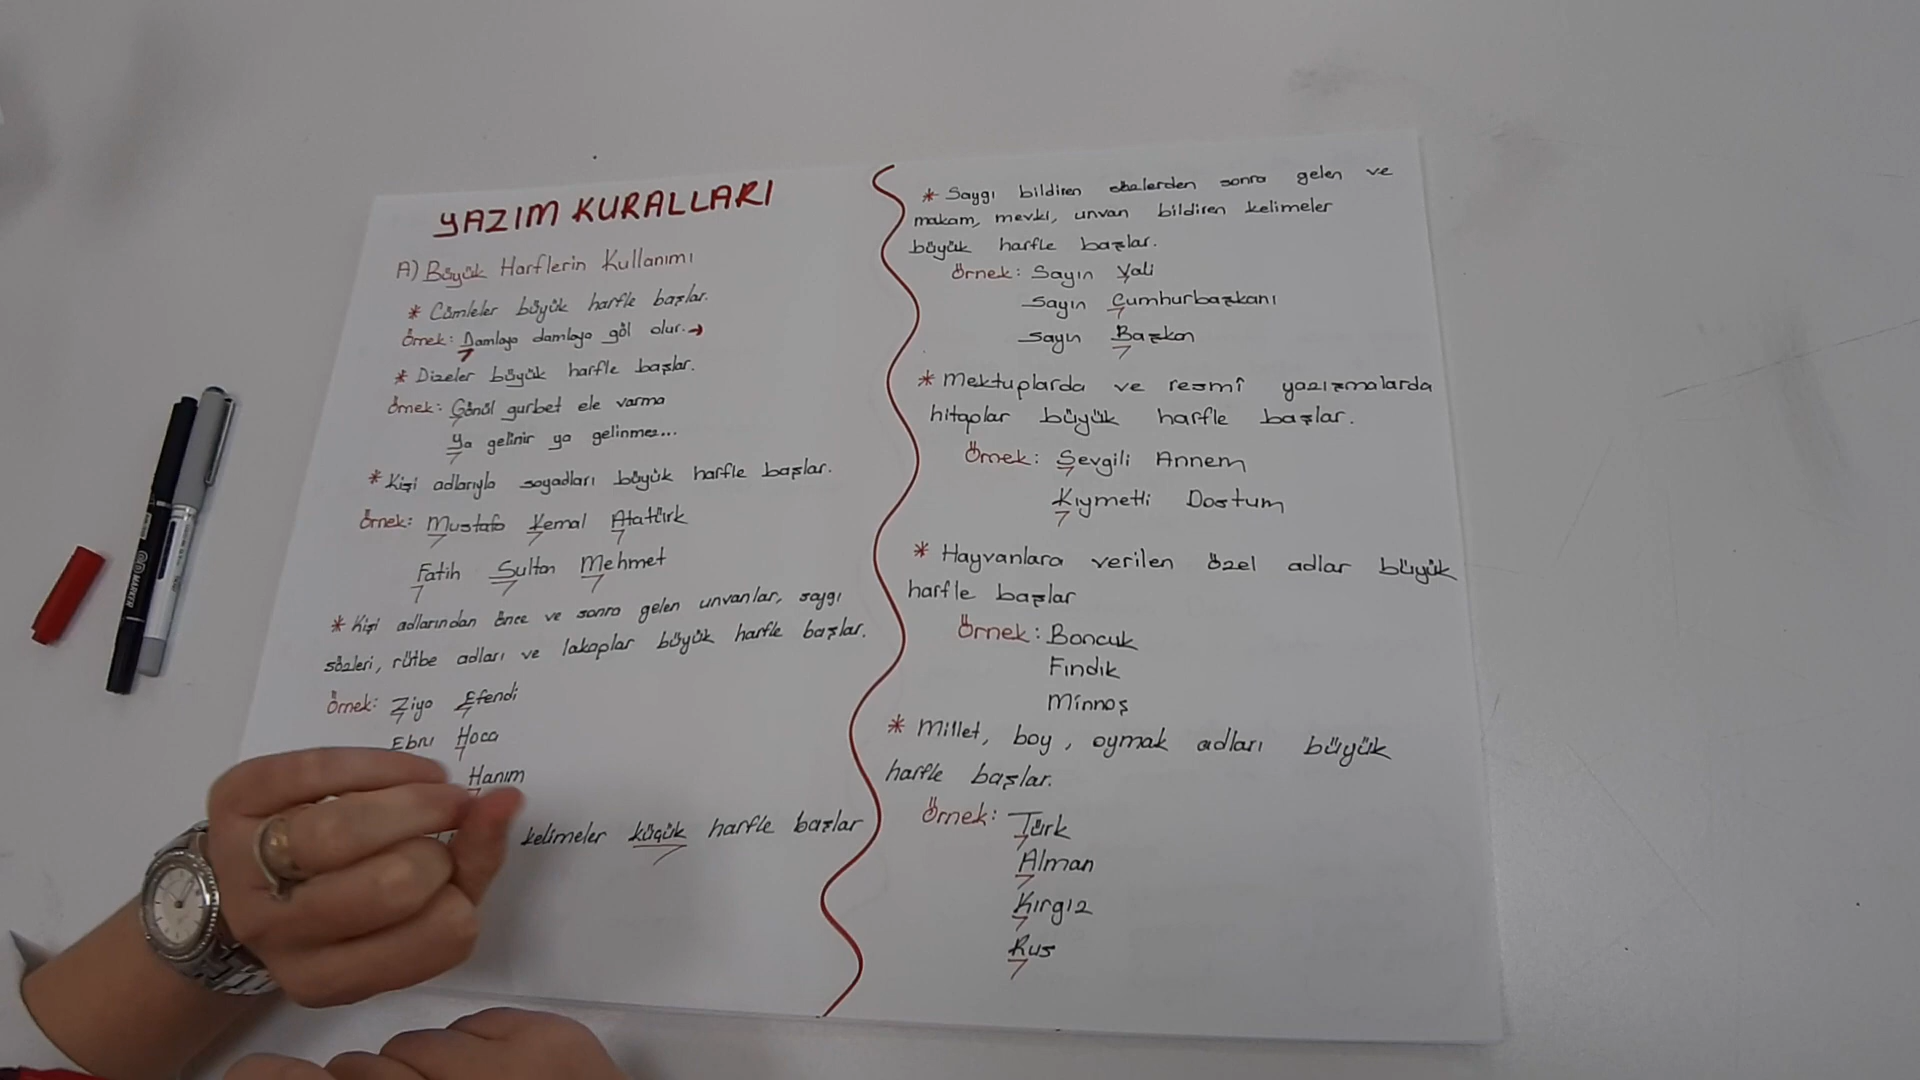 YAZIM KURALLARI
A) Büyük Harflerin Kullanımı
* Cümleler büyük harfle başlar.
Örnek: Damlaya damlaya göl olur.→
* Dizeler büyük harfle başlar.
Örnek: Gönül gurbet ele varma
Ya gelinir ya gelinmez...
* Kişi adlarıyla soyadları büyük harfle başlar.
Örnek: Mustafa Kemal Atatürk
Fatih Sultan Mehmet
* Kişi adlarından önce ve sonra gelen unvanlar, saygı
sözleri, rütbe adları ve lakaplar büyük harfle başlar.
Örnek: Ziya Efendi
Ebru Hoca
Hanım
kelimeler küçük harfle başlar
* Saygı bildiren sözlerden sonra gelen ve
makam, mevki, unvan bildiren kelimeler
büyük harfle başlar.
Örnek: Sayın Vali
Sayın Cumhurbaşkanı
Sayın Başkan
* Mektuplarda ve resmî yazışmalarda
hitaplar büyük harfle başlar.
Örnek: Sevgili Annem
Kıymetli Dostum
* Hayvanlara verilen özel adlar büyük
harfle başlar
Örnek: Boncuk
Fındık
Minnoş
* Millet, boy, oymak adları büyük
harfle başlar.
Örnek: Türk
Alman
Kırgız
Rus